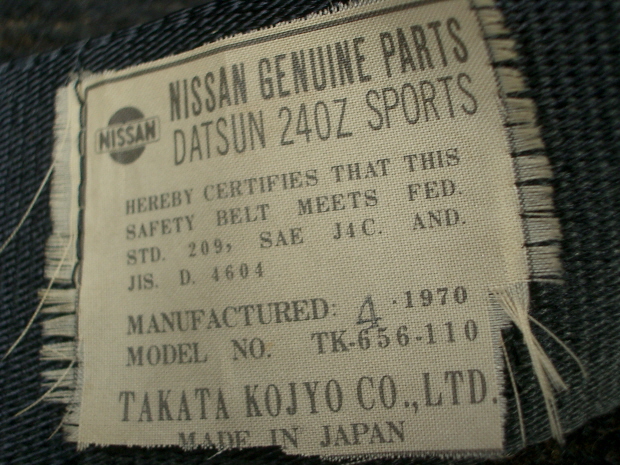 NISSAN GENUINE PARTS
NISSAN
DATSUN 240Z SPORTS
HEREBY CERTIFIES THAT THIS
SAFETY BELT MEETS FED.
STD. 209, SAE J4C. AND.
JIS. D. 4604
MANUFACTURED: 4 . 1970
MODEL NO. TK-656-110
TAKATA KOJYO CO., LTD.
MADE IN JAPAN